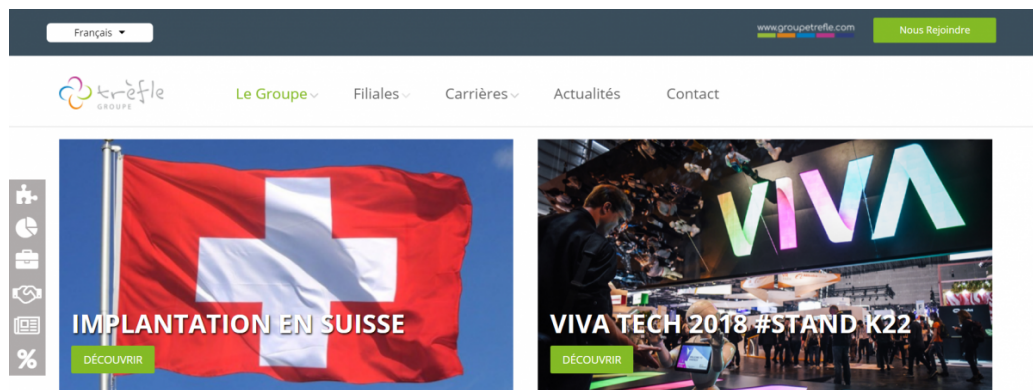 Français
www.groupetrefle.com
Nous Rejoindre
trèfle
GROUPE
Le Groupe
Filiales
Carrières
Actualités
Contact
VIVA
IMPLANTATION EN SUISSE
DÉCOUVRIR
VIVA TECH 2018 #STAND K22
DÉCOUVRIR